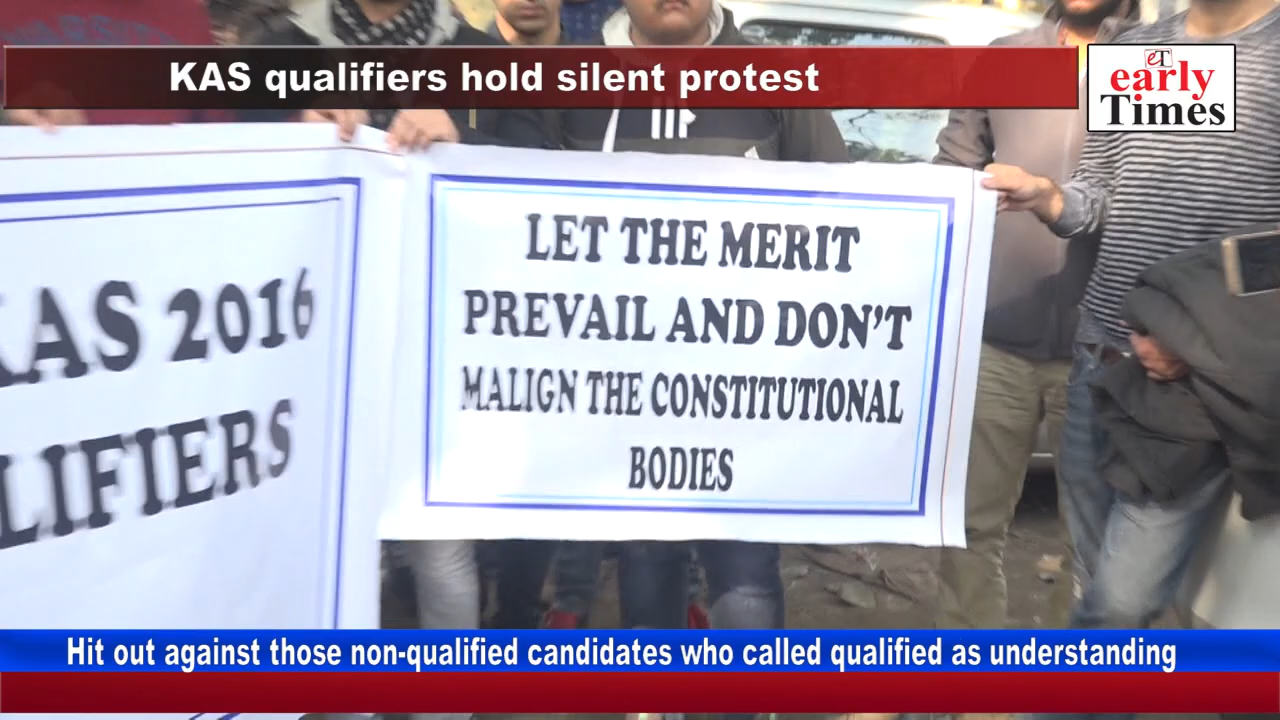 KAS qualifiers hold silent protest
eT
early
Times
KAS 2016
LIFIERS
LET THE MERIT
PREVAIL AND DON'T
MALIGN THE CONSTITUTIONAL
BODIES
Hit out against those non-qualified candidates who called qualified as understanding